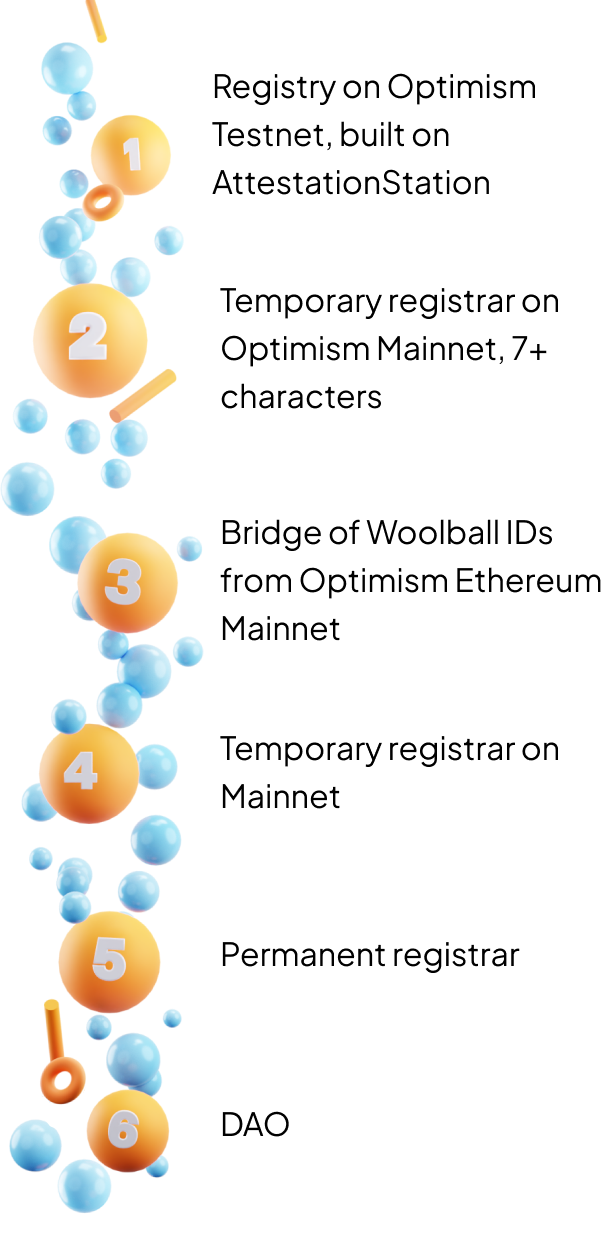 1
Registry on Optimism
Testnet, built on
AttestationStation
2
Temporary registrar on
Optimism Mainnet, 7+
characters
3
Bridge of Woolball IDs
from Optimism Ethereum
Mainnet
4
Temporary registrar on
Mainnet
5
Permanent registrar
6
DAO